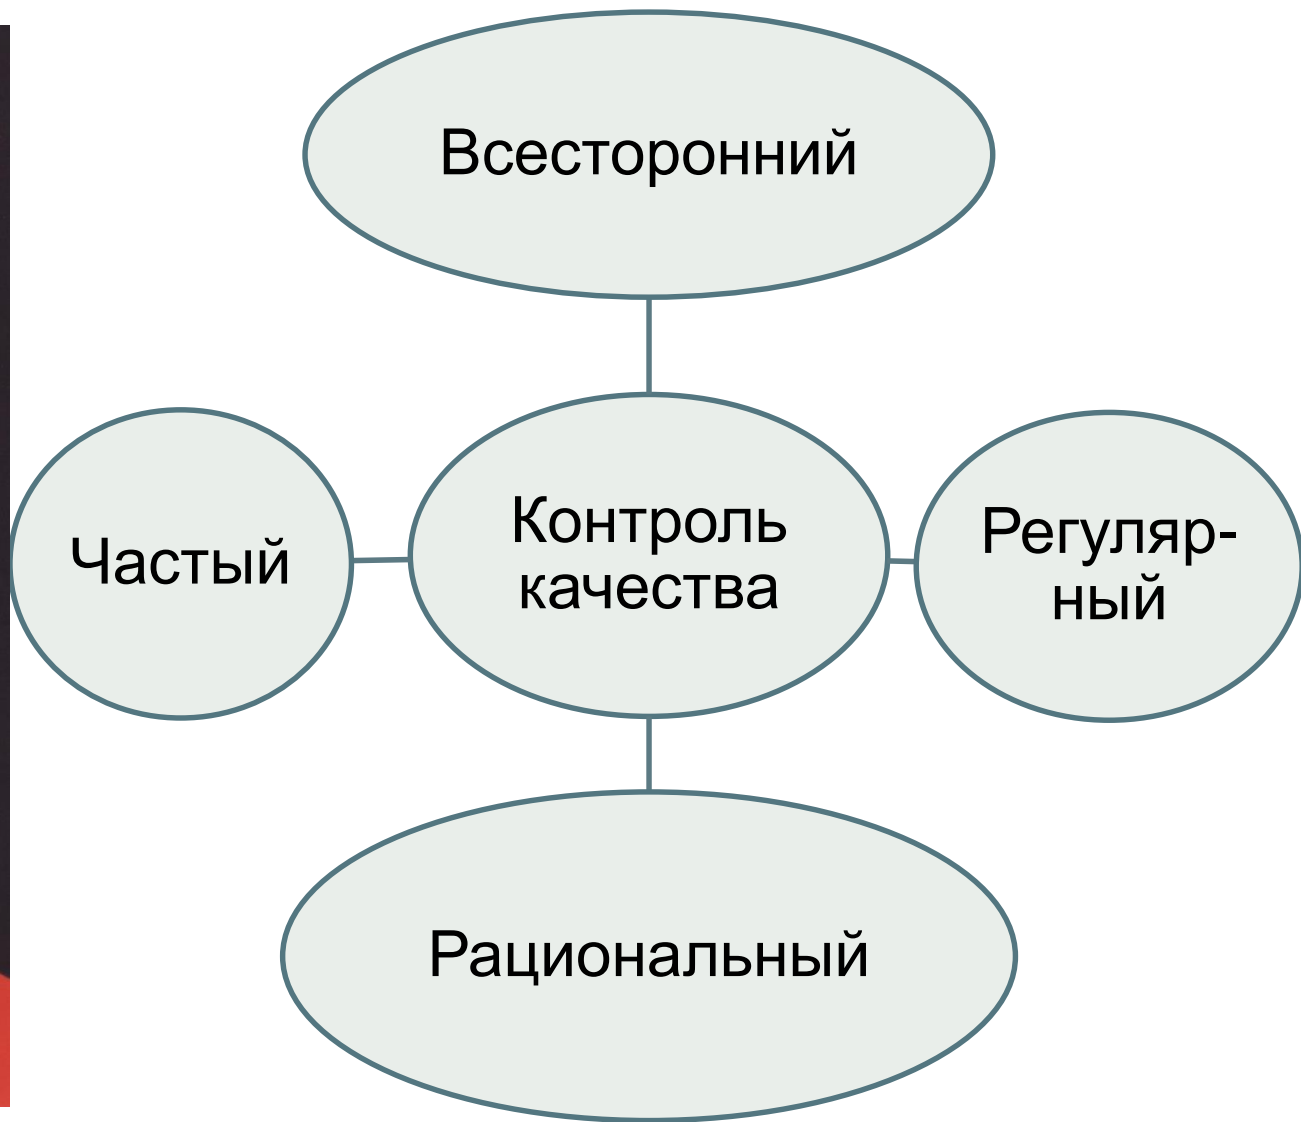 Всесторонний
Частый
Контроль
качества
Регуляр-
ный
Рациональный